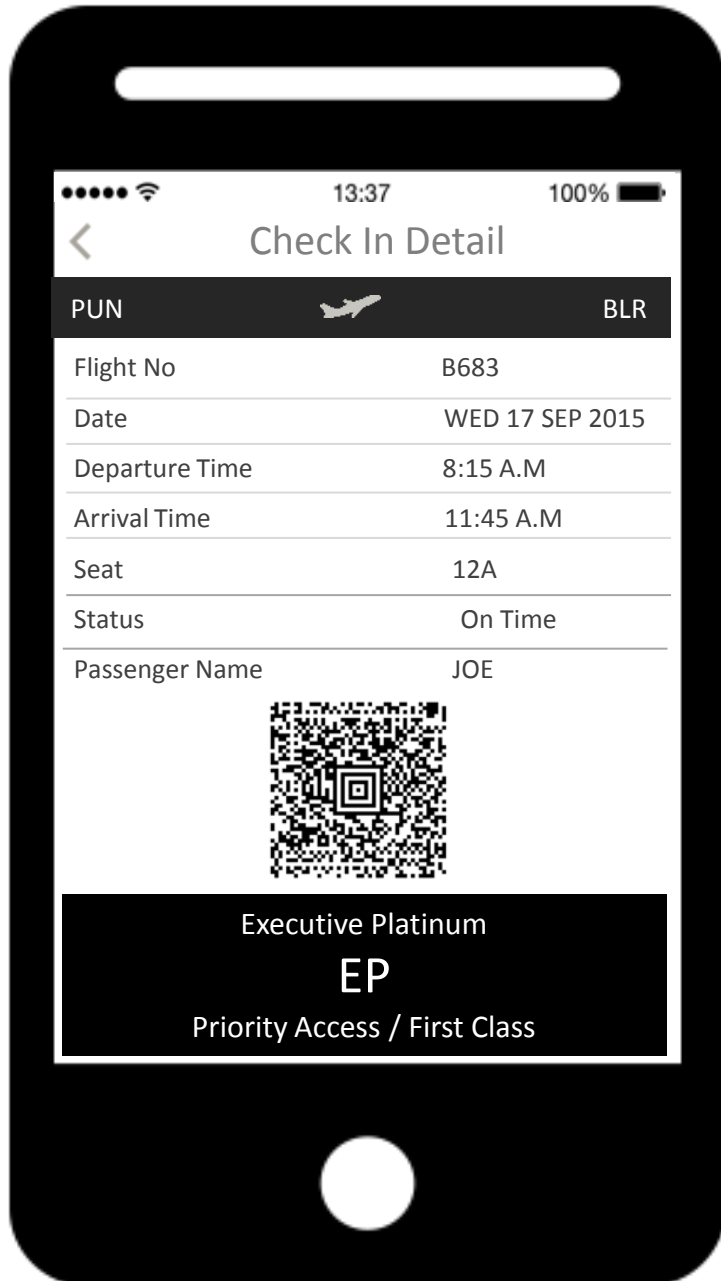 13:37 100%
Check In Detail
PUN BLR
Flight No B683
Date WED 17 SEP 2015
Departure Time 8:15 A.M
Arrival Time 11:45 A.M
Seat 12A
Status On Time
Passenger Name JOE
Executive Platinum
EP
Priority Access / First Class